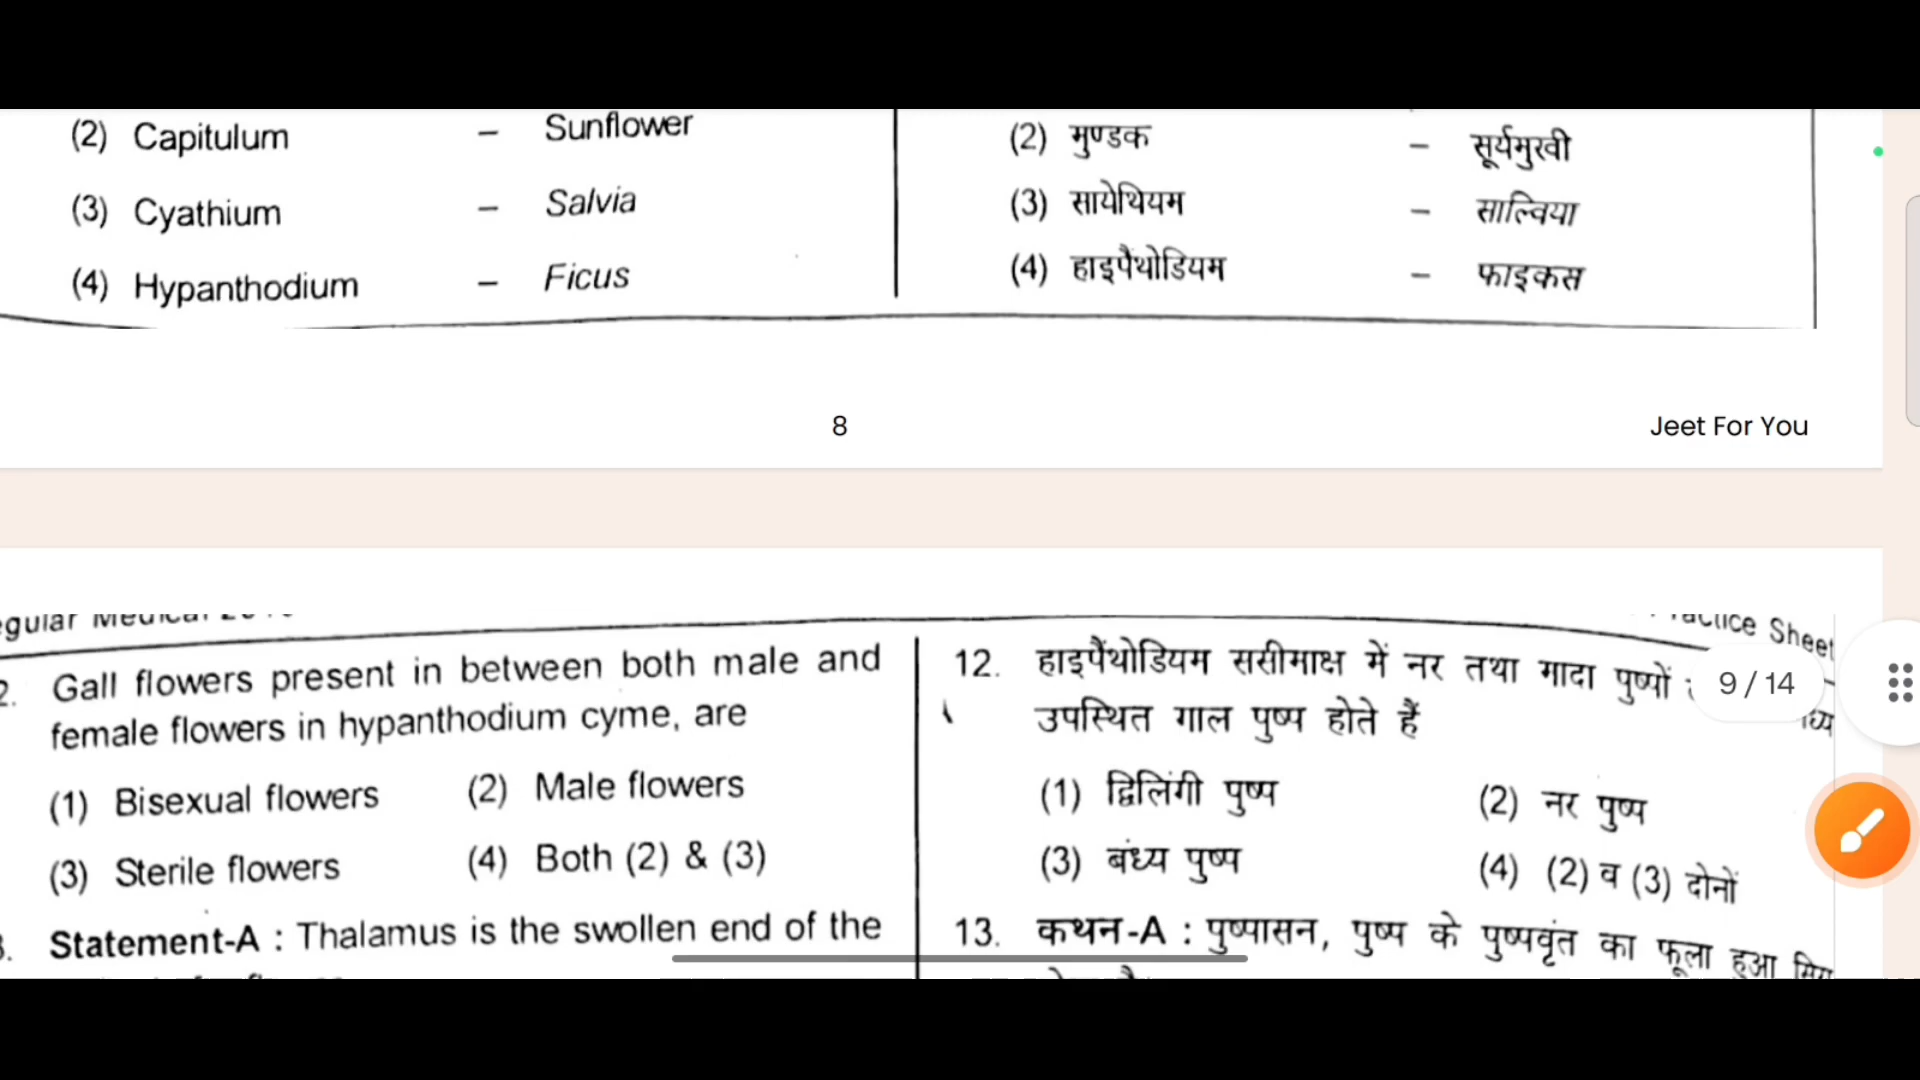 (2) Capitulum – Sunflower
(3) Cyathium – Salvia
(4) Hypanthodium – Ficus
(2) मुण्डक – सूर्यमुखी
(3) सायेथियम – साल्विया
(4) हाइपैंथोडियम – फाइकस
8
Jeet For You
Practice Sheet
9 / 14
Gall flowers present in between both male and
female flowers in hypanthodium cyme, are
(1) Bisexual flowers (2) Male flowers
(3) Sterile flowers (4) Both (2) & (3)
Statement-A : Thalamus is the swollen end of the
12. हाइपैंथोडियम ससीमाक्ष में नर तथा मादा पुष्पों
उपस्थित गाल पुष्प होते हैं
(1) द्विलिंगी पुष्प (2) नर पुष्प
(3) बंध्य पुष्प (4) (2) व (3) दोनों
13. कथन-A : पुष्पासन, पुष्प के पुष्पवृंत का फूला हुआ